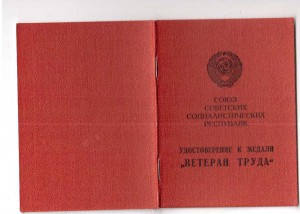 СОЮЗ
СОВЕТСКИХ
СОЦИАЛИСТИЧЕСКИХ
РЕСПУБЛИК
УДОСТОВЕРЕНИЕ К МЕДАЛИ
„ВЕТЕРАН ТРУДА"